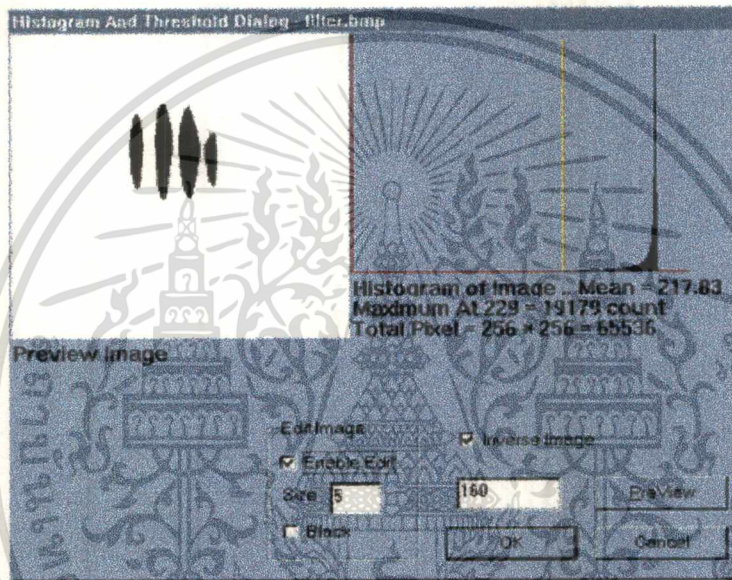 Histogram And Threshold Dialog - filter.bmp
Histogram of Image .. Mean = 217.83
Maximum At 229 = 19179 count
Total Pixel = 256 * 256 = 65536
Preview Image
Edit Image
Inverse Image
Enable Edit
Size 5
160
PreView
Black
OK
Cancel